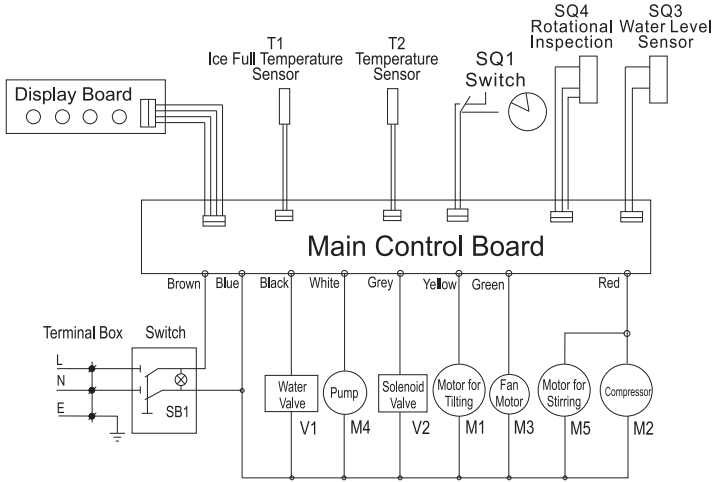 SQ4
Rotational
Inspection
SQ3
Water Level
Sensor
T1
Ice Full Temperature
Sensor
T2
Temperature
Sensor
SQ1
Switch
Display Board
Main Control Board
Brown
Blue
Black
White
Grey
Yellow
Green
Red
Terminal Box
Switch
L
N
E
SB1
Water
Valve
V1
Pump
M4
Solenoid
Valve
V2
Motor for
Tilting
M1
Fan
Motor
M3
Motor for
Stirring
M5
Compressor
M2